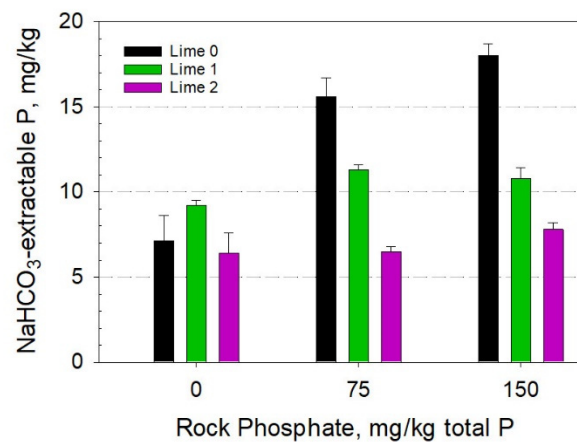 20
15
10
5
0
NaHCO₃-extractable P, mg/kg
Lime 0
Lime 1
Lime 2
0 75 150
Rock Phosphate, mg/kg total P